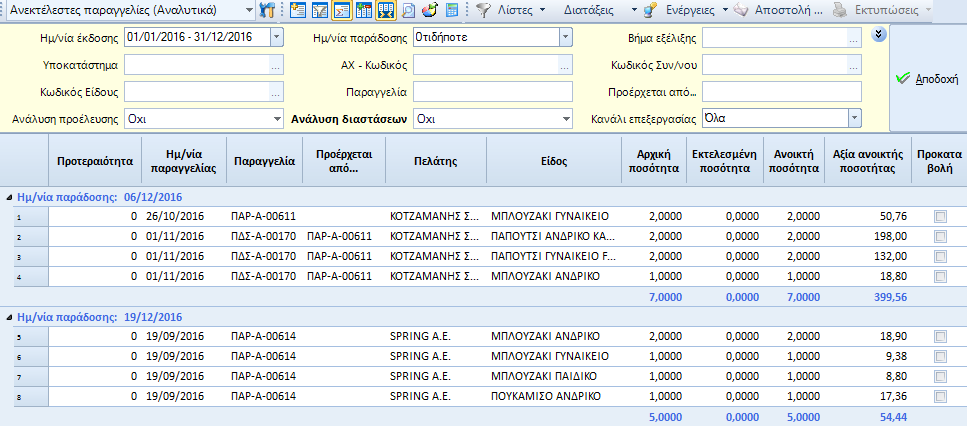 Ανεκτέλεστες παραγγελίες (Αναλυτικά) Λίστες Διατάξεις Ενέργειες Αποστολή ... Εκτυπώσεις
Ημ/νία έκδοσης 01/01/2016 - 31/12/2016 Ημ/νία παράδοσης Οτιδήποτε Βήμα εξέλιξης ...
Υποκατάστημα ... ΑΧ - Κωδικός ... Κωδικός Συν/νου ...
Αποδοχή
Κωδικός Είδους ... Παραγγελία Προέρχεται από...
Ανάλυση προέλευσης Όχι Ανάλυση διαστάσεων Όχι Κανάλι επεξεργασίας Όλα
Προτεραιότητα Ημ/νία παραγγελίας Παραγγελία Προέρχεται από... Πελάτης Είδος Αρχική ποσότητα Εκτελεσμένη ποσότητα Ανοικτή ποσότητα Αξία ανοικτής ποσοτήτας Προκατα βολή
Ημ/νία παράδοσης: 06/12/2016
1 0 26/10/2016 ΠΑΡ-Α-00611 ΚΟΤΖΑΜΑΝΗΣ Σ... ΜΠΛΟΥΖΑΚΙ ΓΥΝΑΙΚΕΙΟ 2,0000 0,0000 2,0000 50,76
2 0 01/11/2016 ΠΔΣ-Α-00170 ΠΑΡ-Α-00611 ΚΟΤΖΑΜΑΝΗΣ Σ... ΠΑΠΟΥΤΣΙ ΑΝΔΡΙΚΟ ΚΑ... 2,0000 0,0000 2,0000 198,00
3 0 01/11/2016 ΠΔΣ-Α-00170 ΠΑΡ-Α-00611 ΚΟΤΖΑΜΑΝΗΣ Σ... ΠΑΠΟΥΤΣΙ ΓΥΝΑΙΚΕΙΟ F... 2,0000 0,0000 2,0000 132,00
4 0 01/11/2016 ΠΔΣ-Α-00170 ΠΑΡ-Α-00611 ΚΟΤΖΑΜΑΝΗΣ Σ... ΜΠΛΟΥΖΑΚΙ ΑΝΔΡΙΚΟ 1,0000 0,0000 1,0000 18,80
7,0000 0,0000 7,0000 399,56
Ημ/νία παράδοσης: 19/12/2016
5 0 19/09/2016 ΠΑΡ-Α-00614 SPRING Α.Ε. ΜΠΛΟΥΖΑΚΙ ΑΝΔΡΙΚΟ 2,0000 0,0000 2,0000 18,90
6 0 19/09/2016 ΠΑΡ-Α-00614 SPRING Α.Ε. ΜΠΛΟΥΖΑΚΙ ΓΥΝΑΙΚΕΙΟ 1,0000 0,0000 1,0000 9,38
7 0 19/09/2016 ΠΑΡ-Α-00614 SPRING Α.Ε. ΜΠΛΟΥΖΑΚΙ ΠΑΙΔΙΚΟ 1,0000 0,0000 1,0000 8,80
8 0 19/09/2016 ΠΑΡ-Α-00614 SPRING Α.Ε. ΠΟΥΚΑΜΙΣΟ ΑΝΔΡΙΚΟ 1,0000 0,0000 1,0000 17,36
5,0000 0,0000 5,0000 54,44